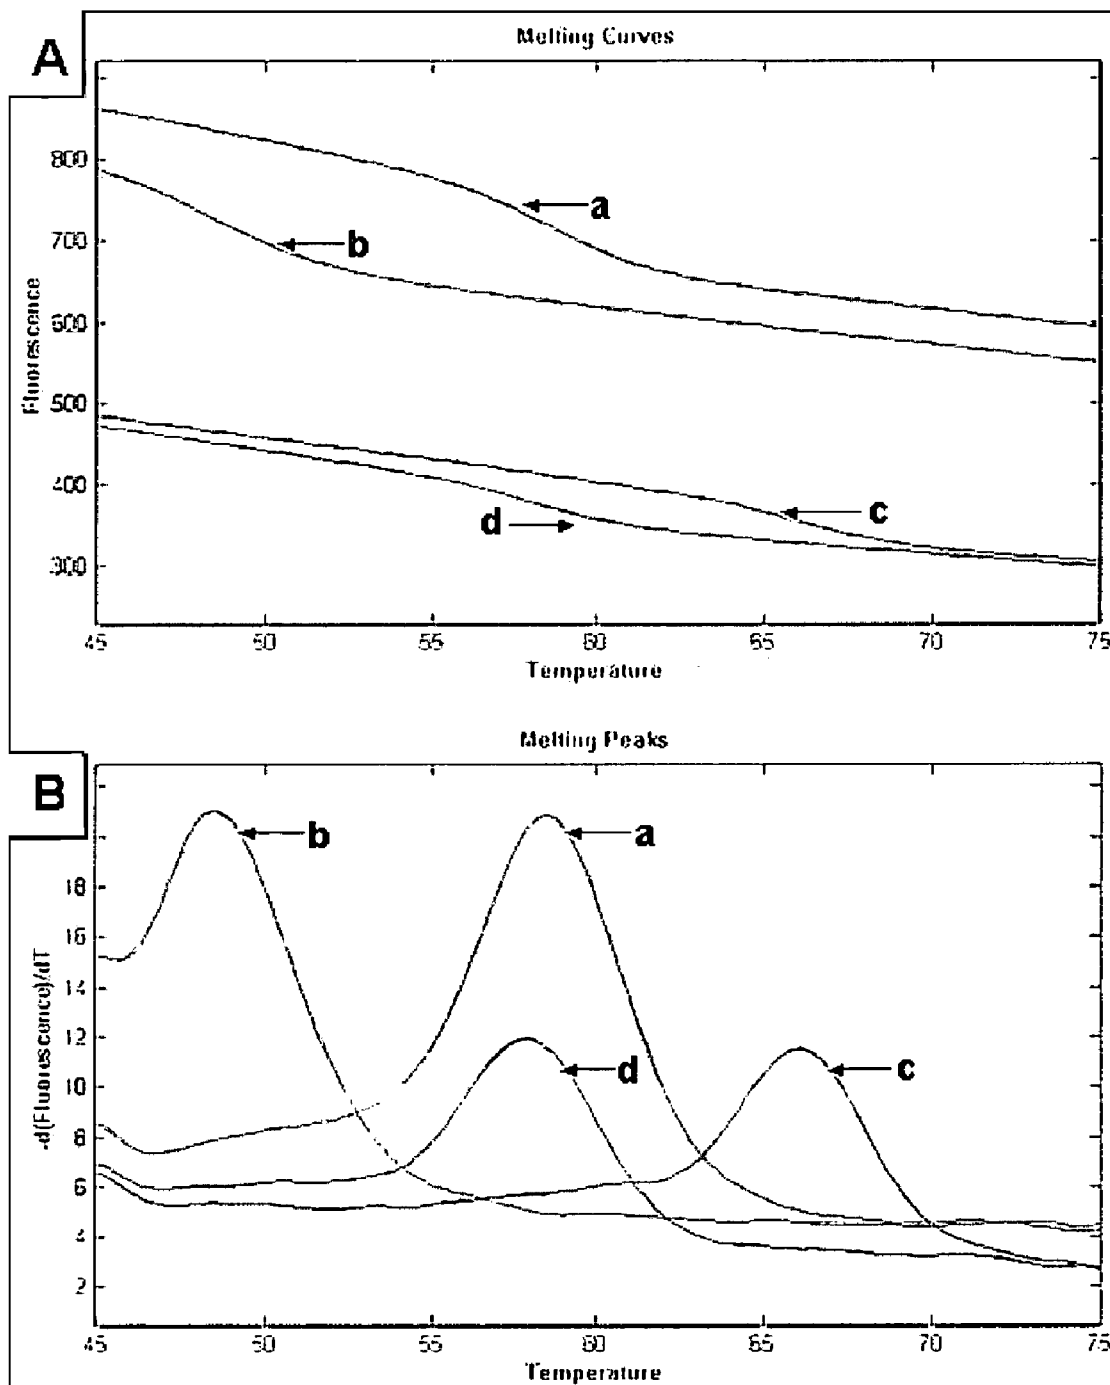 A
Melting Curves
800
700
600
500
400
300
Fluorescence
a
b
c
d
45 50 55 60 65 70 75
Temperature
B
Melting Peaks
18
16
14
12
10
8
6
4
2
-d(Fluorescence)/dT
b
a
d
c
45 50 55 60 65 70 75
Temperature